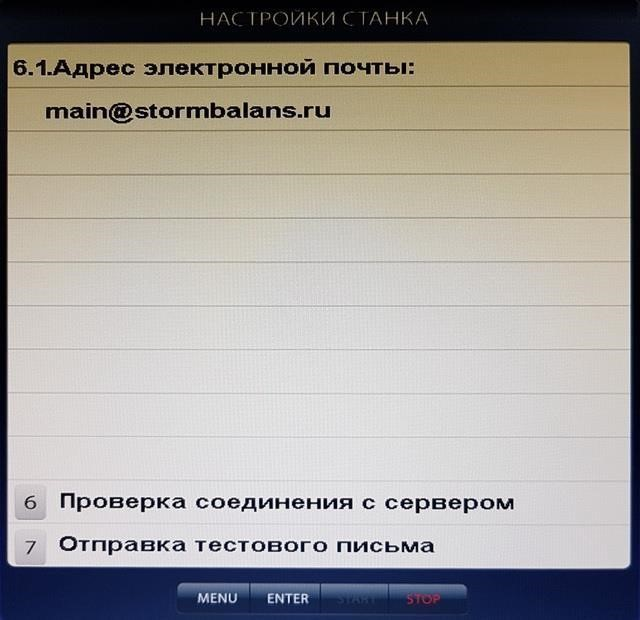 НАСТРОЙКИ СТАНКА
6.1.Адрес электронной почты:
main@stormbalans.ru
6 Проверка соединения с сервером
7 Отправка тестового письма
MENU ENTER START STOP